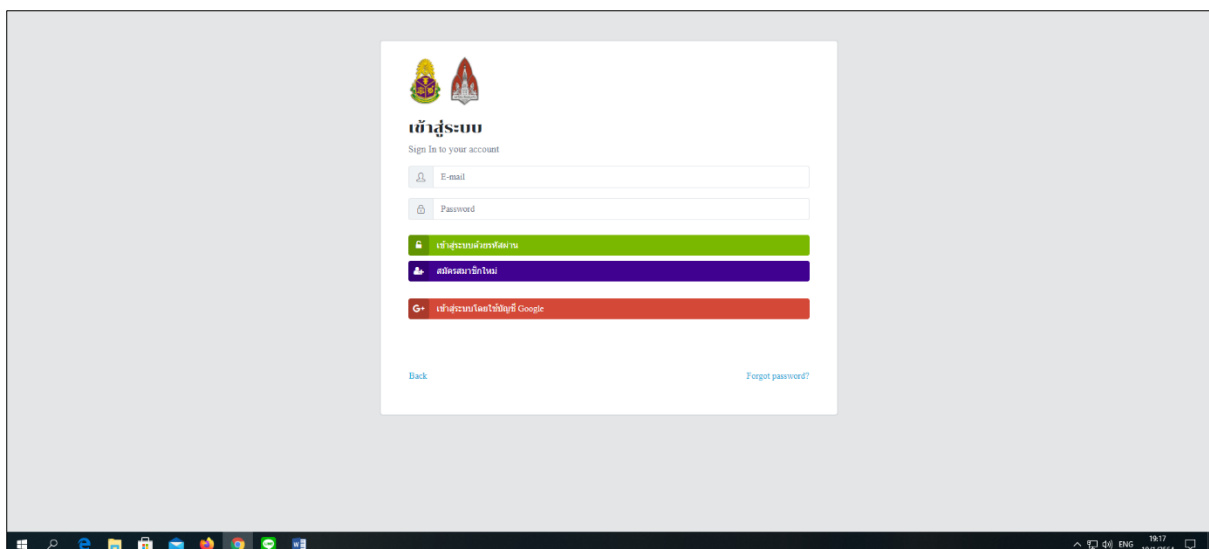 เข้าสู่ระบบ
Sign In to your account
E-mail
Password
เข้าสู่ระบบด้วยรหัสผ่าน
สมัครสมาชิกใหม่
G+ เข้าสู่ระบบโดยใช้บัญชี Google
Back Forgot password?
ENG 19:17